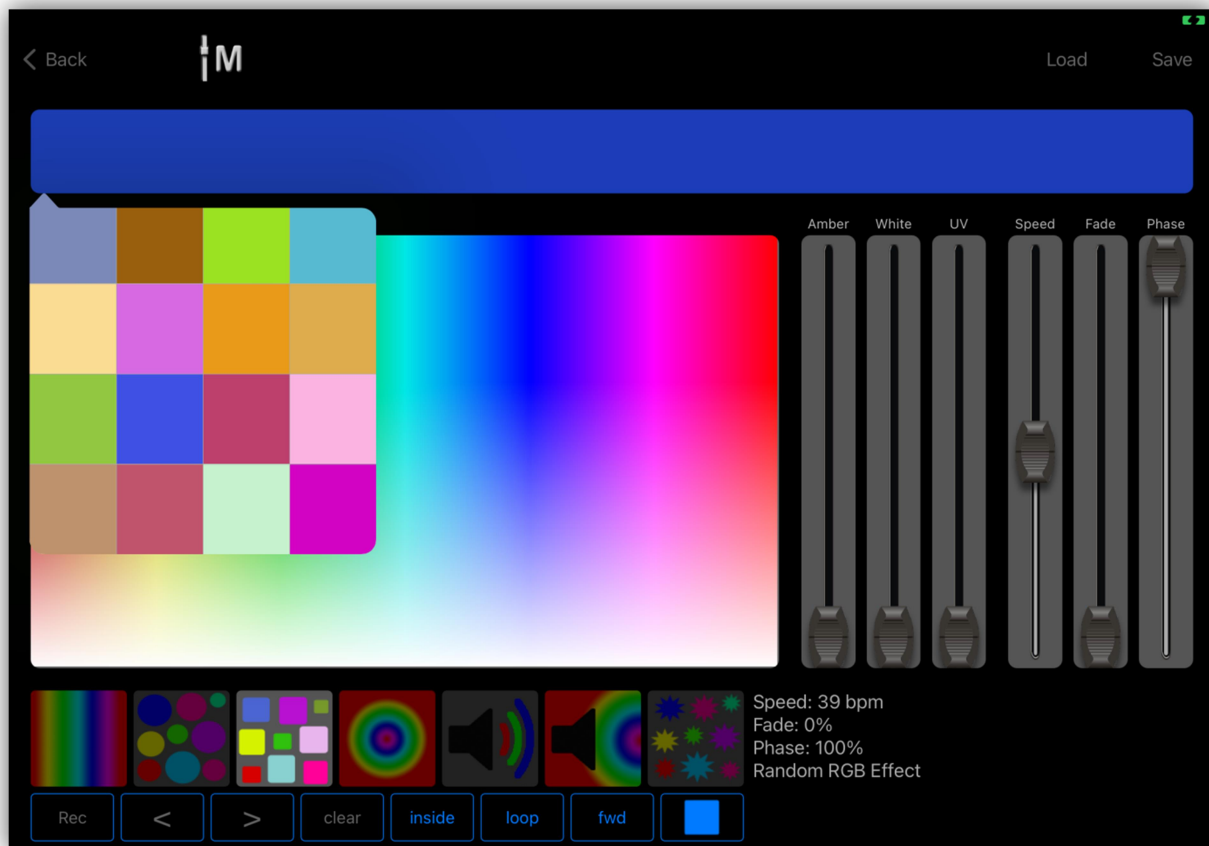 Back
M
Load
Save
Amber
White
UV
Speed
Fade
Phase
Speed: 39 bpm
Fade: 0%
Phase: 100%
Random RGB Effect
Rec
<
>
clear
inside
loop
fwd